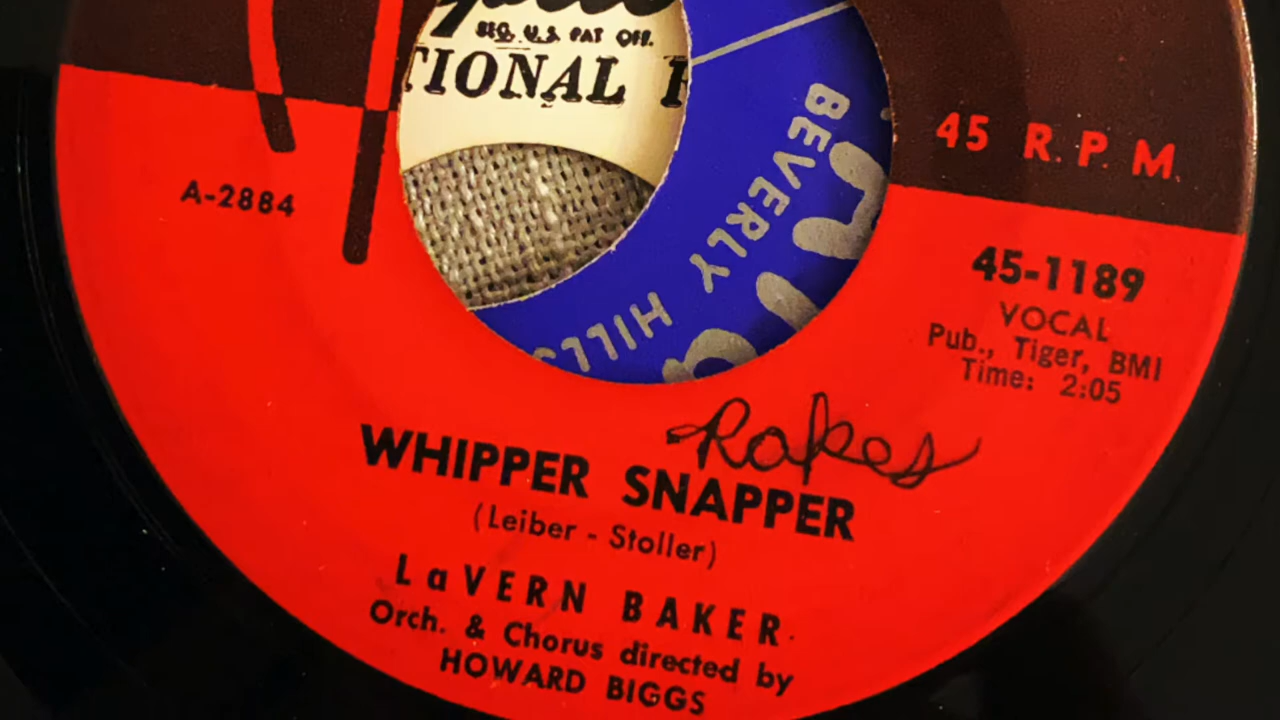 REG. U.S. PAT OFF.
TIONAL
BEVERLY HILLS
45 R.P.M.
A-2884
45-1189
VOCAL
Pub., Tiger, BMI
Time: 2:05
Rakes
WHIPPER SNAPPER
(Leiber - Stoller)
LaVERN BAKER
Orch. & Chorus directed by
HOWARD BIGGS